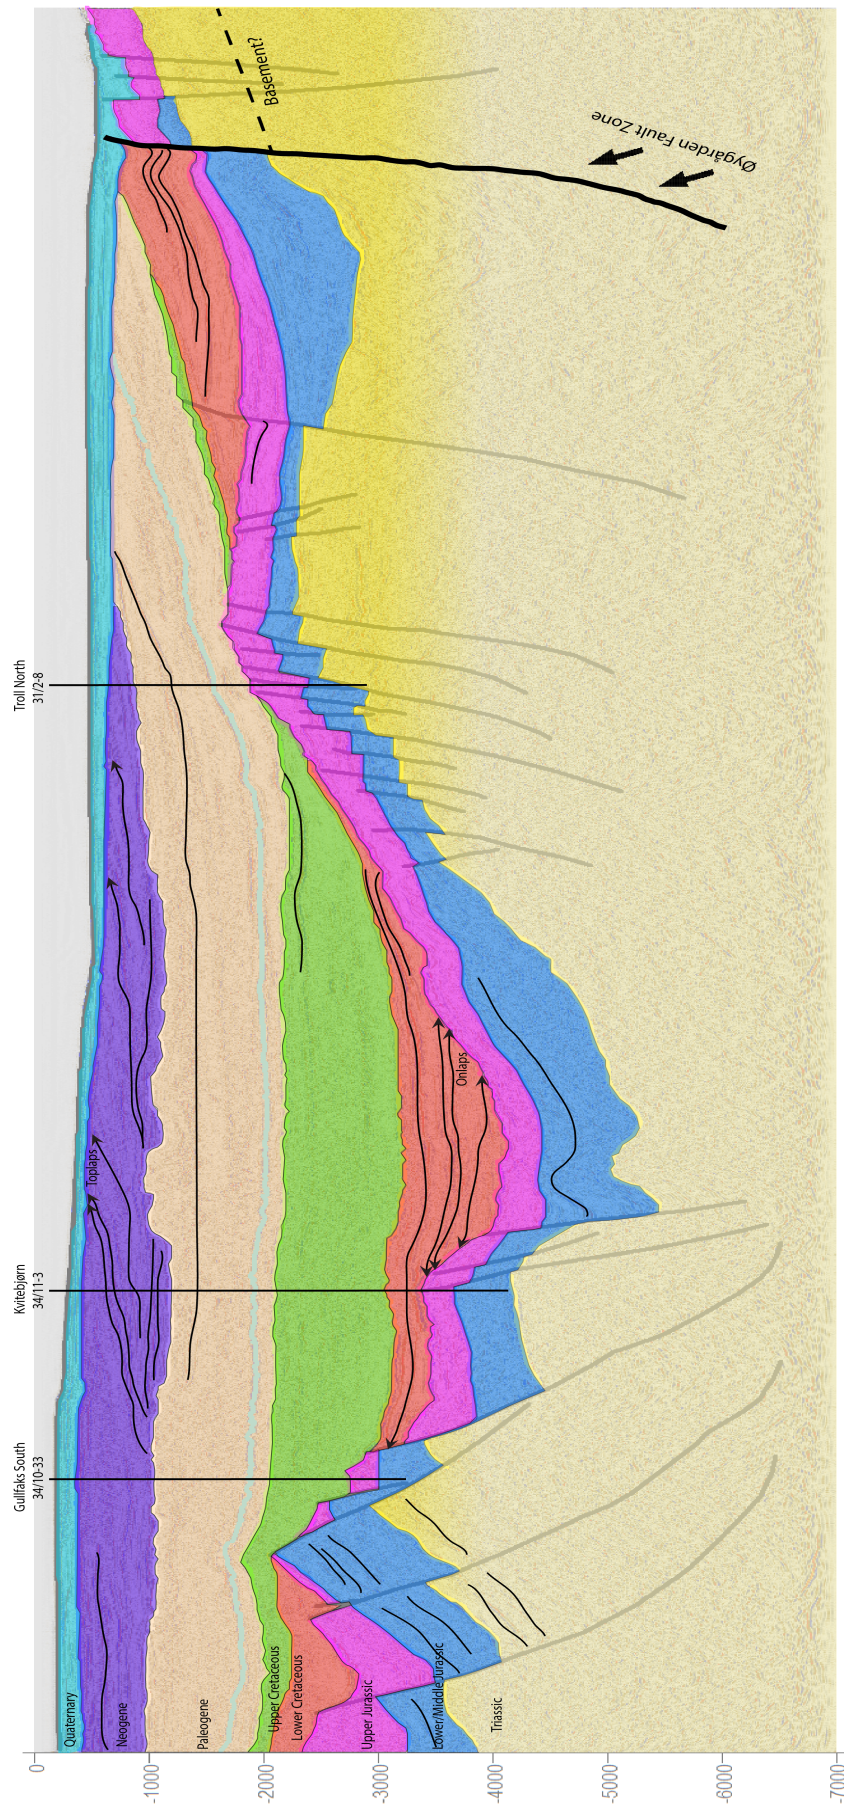 Gullfaks South
34/10-33
Kvitebjørn
34/11-3
Troll North
31/2-8
Quaternary
Neogene
Paleogene
Upper Cretaceous
Lower Cretaceous
Upper Jurassic
Lower/Middle Jurassic
Triassic
Toplaps
Onlaps
Basement?
Øygården Fault Zone
0
-1000
-2000
-3000
-4000
-5000
-6000
-7000